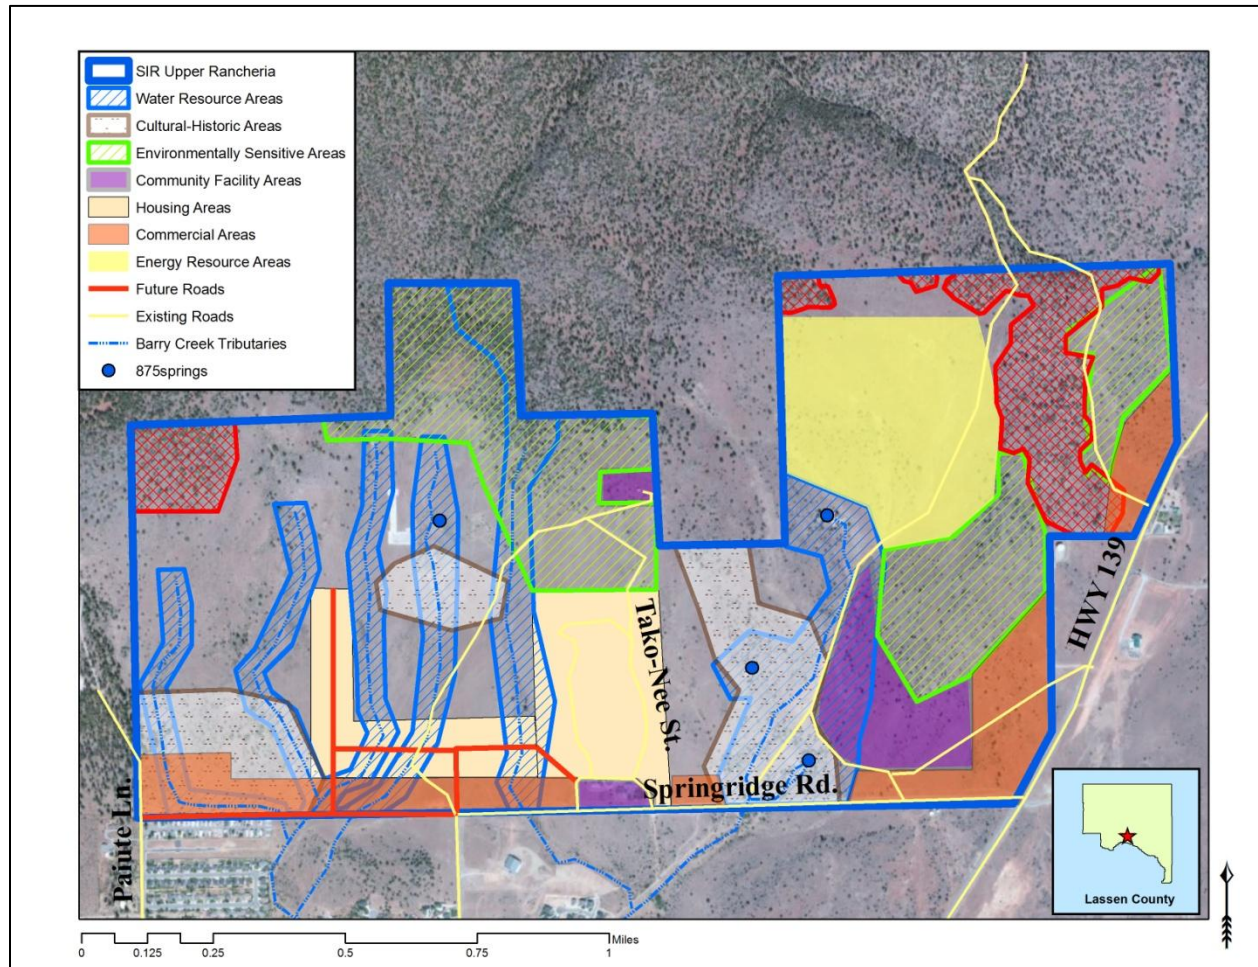 SIR Upper Rancheria
Water Resource Areas
Cultural-Historic Areas
Environmentally Sensitive Areas
Community Facility Areas
Housing Areas
Commercial Areas
Energy Resource Areas
Future Roads
Existing Roads
Barry Creek Tributaries
875springs
HWY 139
Tako-Nee St.
Springridge Rd.
Paiute Ln.
Lassen County
0 0.125 0.25 0.5 0.75 1
Miles